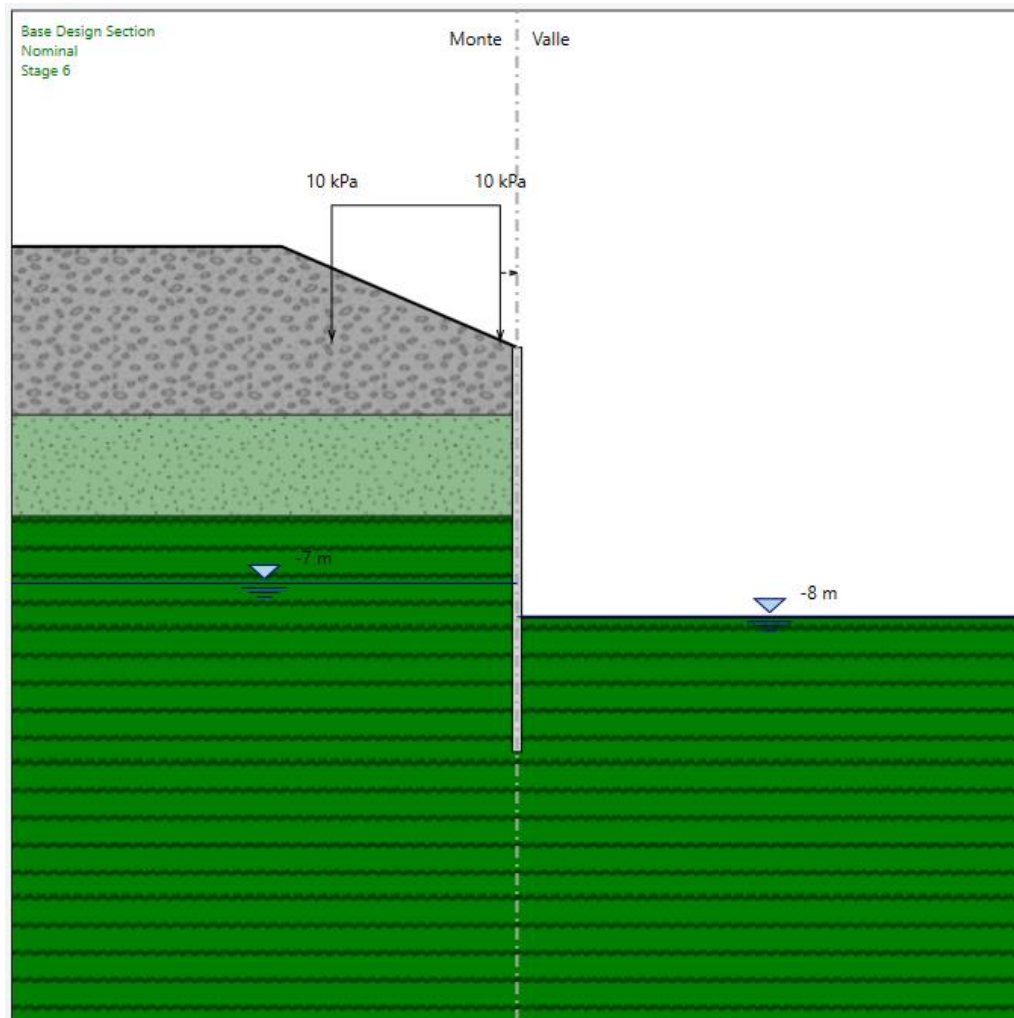 Base Design Section
Nominal
Stage 6
Monte
Valle
10 kPa
10 kPa
-7 m
-8 m